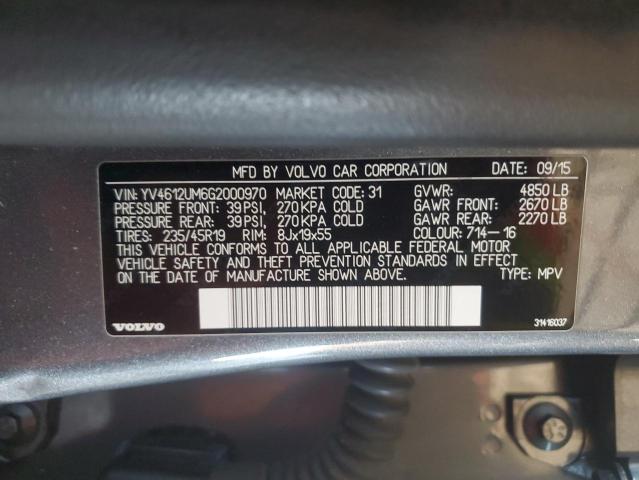 MFD BY VOLVO CAR CORPORATION DATE: 09/15
VIN: YV4612UM6G2000970 MARKET CODE: 31 GVWR: 4850 LB
PRESSURE FRONT: 39 PSI, 270 KPA COLD GAWR FRONT: 2670 LB
PRESSURE REAR: 39 PSI, 270 KPA COLD GAWR REAR: 2270 LB
TIRES: 235/45R19 RIM: 8Jx19x55 COLOUR: 714-16
THIS VEHICLE CONFORMS TO ALL APPLICABLE FEDERAL MOTOR
VEHICLE SAFETY AND THEFT PREVENTION STANDARDS IN EFFECT
ON THE DATE OF MANUFACTURE SHOWN ABOVE. TYPE: MPV
VOLVO 31416037